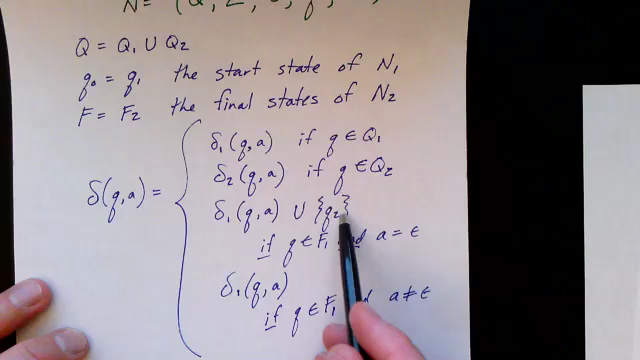 N = (Q, Σ, δ, q
Q = Q₁ ∪ Q₂
q₀ = q₁ the start state of N₁
F = F₂ the final states of N₂
δ₁(q,a) if q ∈ Q₁
δ₂(q,a) if q ∈ Q₂
δ(q,a) =
δ₁(q,a) ∪ {q₂}
if q ∈ F₁ and a = ε
δ₁(q,a)
if q ∈ F₁ a ≠ ε